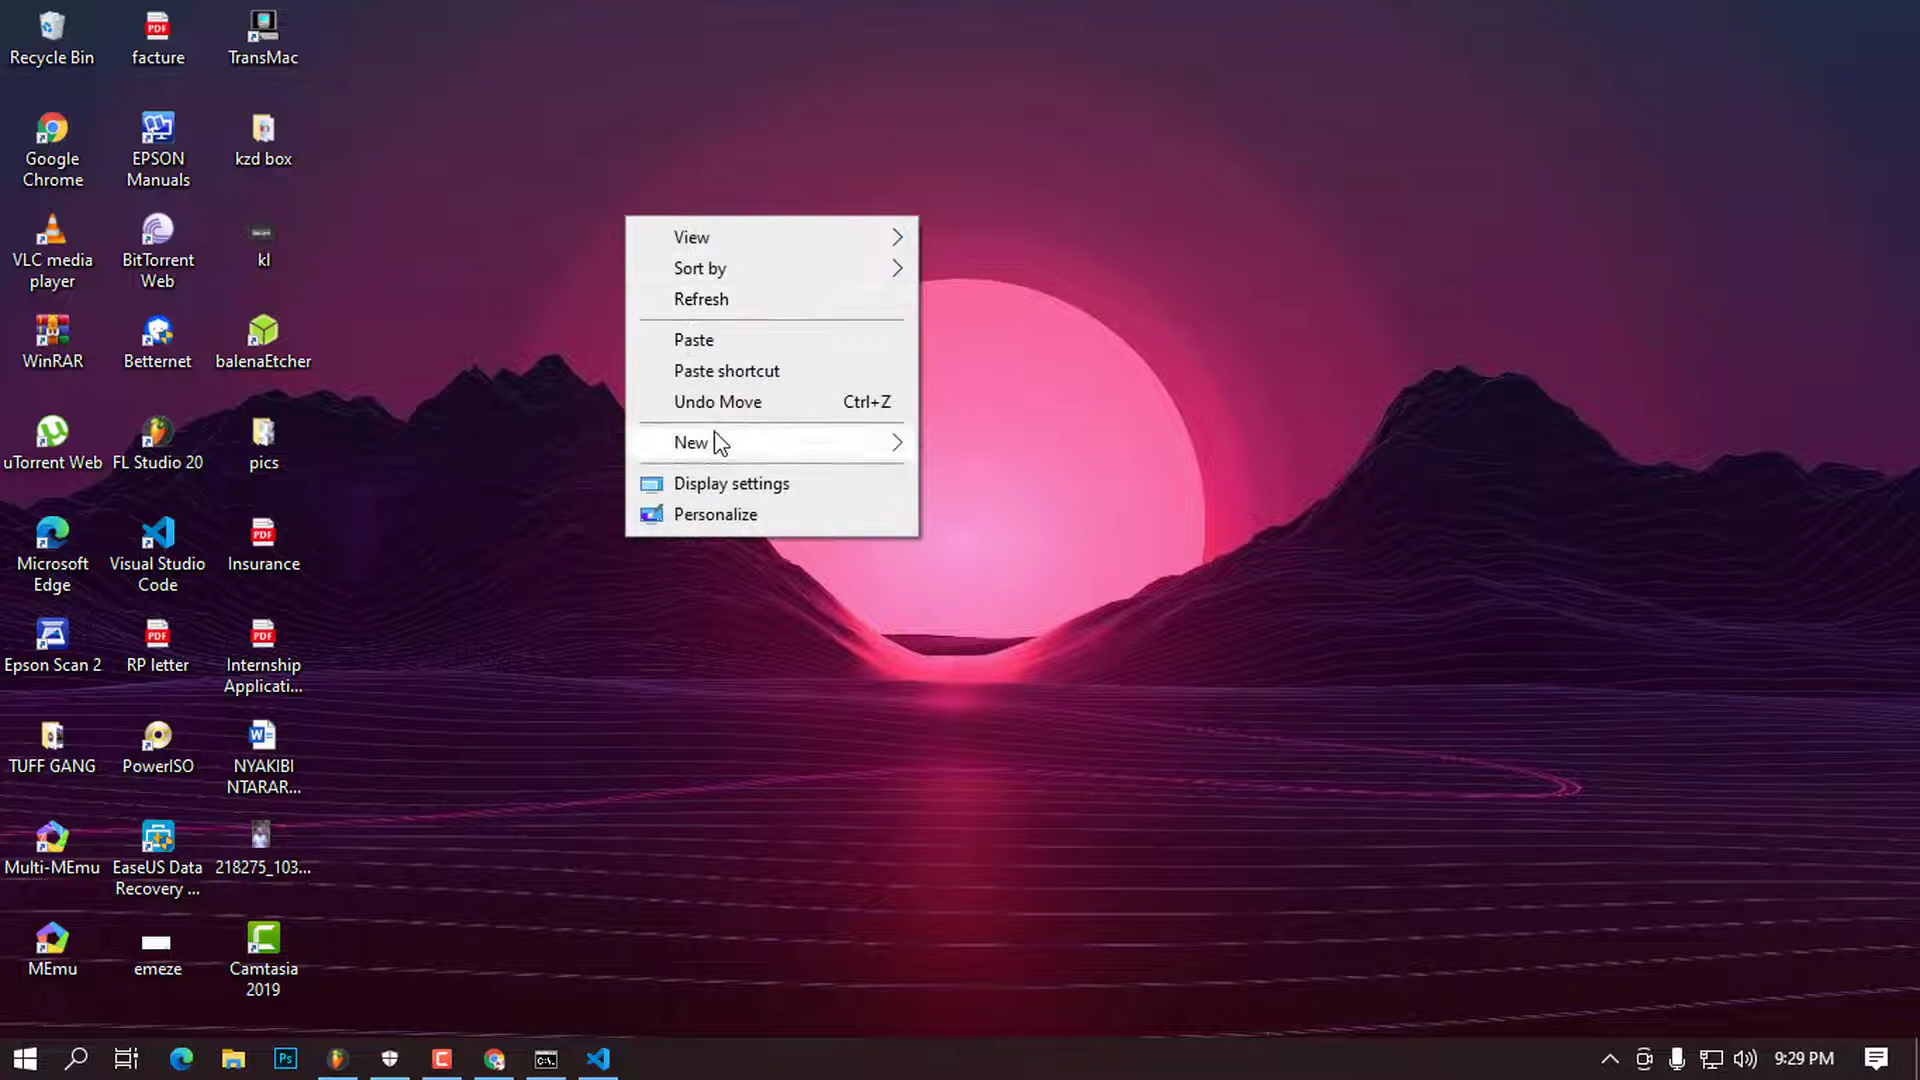 Recycle Bin
facture
TransMac
Google
Chrome
EPSON
Manuals
kzd box
VLC media
player
BitTorrent
Web
kl
WinRAR
Betternet
balenaEtcher
uTorrent Web
FL Studio 20
pics
Microsoft
Edge
Visual Studio
Code
Insurance
Epson Scan 2
RP letter
Internship
Applicati...
TUFF GANG
PowerISO
NYAKIBI
NTARAR...
Multi-MEmu
EaseUS Data
Recovery ...
218275_103...
MEmu
emeze
Camtasia
2019
View
Sort by
Refresh
Paste
Paste shortcut
Undo Move Ctrl+Z
New
Display settings
Personalize
9:29 PM